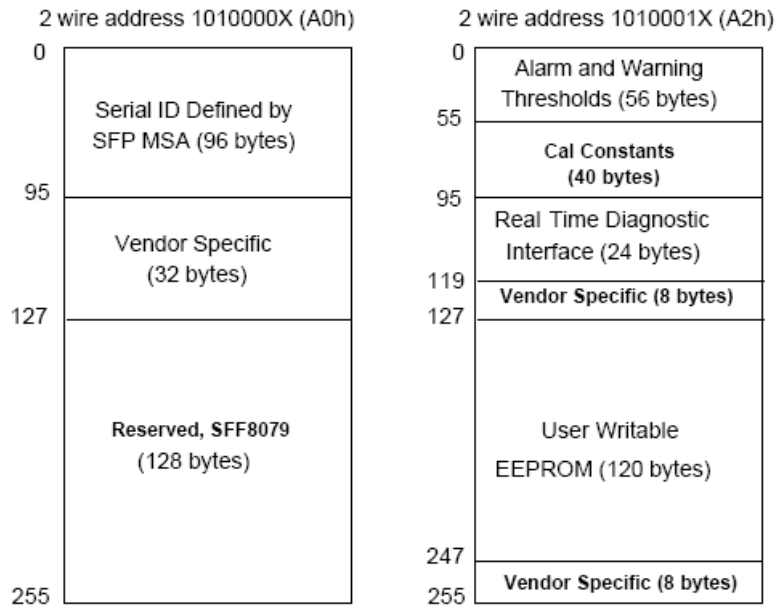 2 wire address 1010000X (A0h)
0
Serial ID Defined by
SFP MSA (96 bytes)
95
Vendor Specific
(32 bytes)
127
Reserved, SFF8079
(128 bytes)
255
2 wire address 1010001X (A2h)
0
Alarm and Warning
Thresholds (56 bytes)
55
Cal Constants
(40 bytes)
95
Real Time Diagnostic
Interface (24 bytes)
119
Vendor Specific (8 bytes)
127
User Writable
EEPROM (120 bytes)
247
Vendor Specific (8 bytes)
255